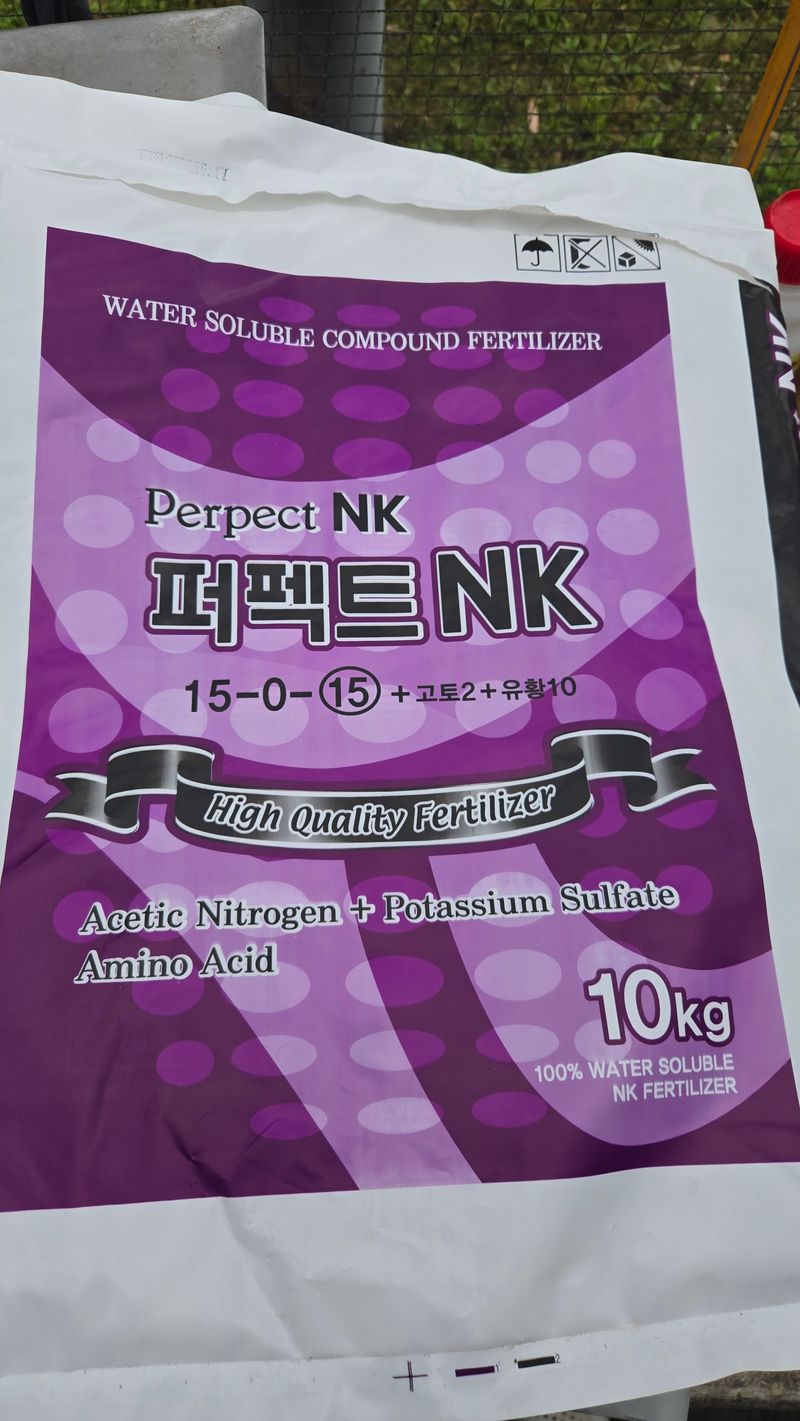 WATER SOLUBLE COMPOUND FERTILIZER
Perpect NK
퍼펙트NK
15-0-15 +고토2+유황10
High Quality Fertilizer
Acetic Nitrogen + Potassium Sulfate
Amino Acid
10kg
100% WATER SOLUBLE
NK FERTILIZER
NK